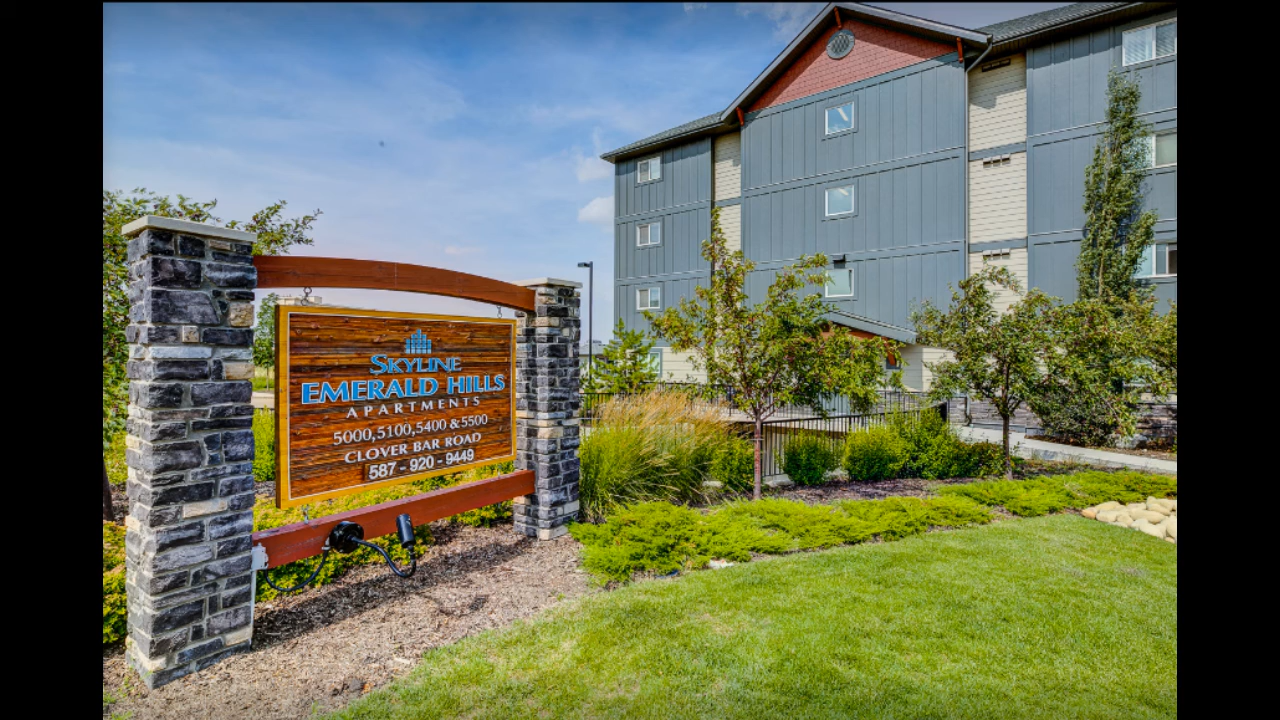 SKYLINE
EMERALD HILLS
APARTMENTS
5000,5100,5400 & 5500
CLOVER BAR ROAD
587 - 920 - 9449